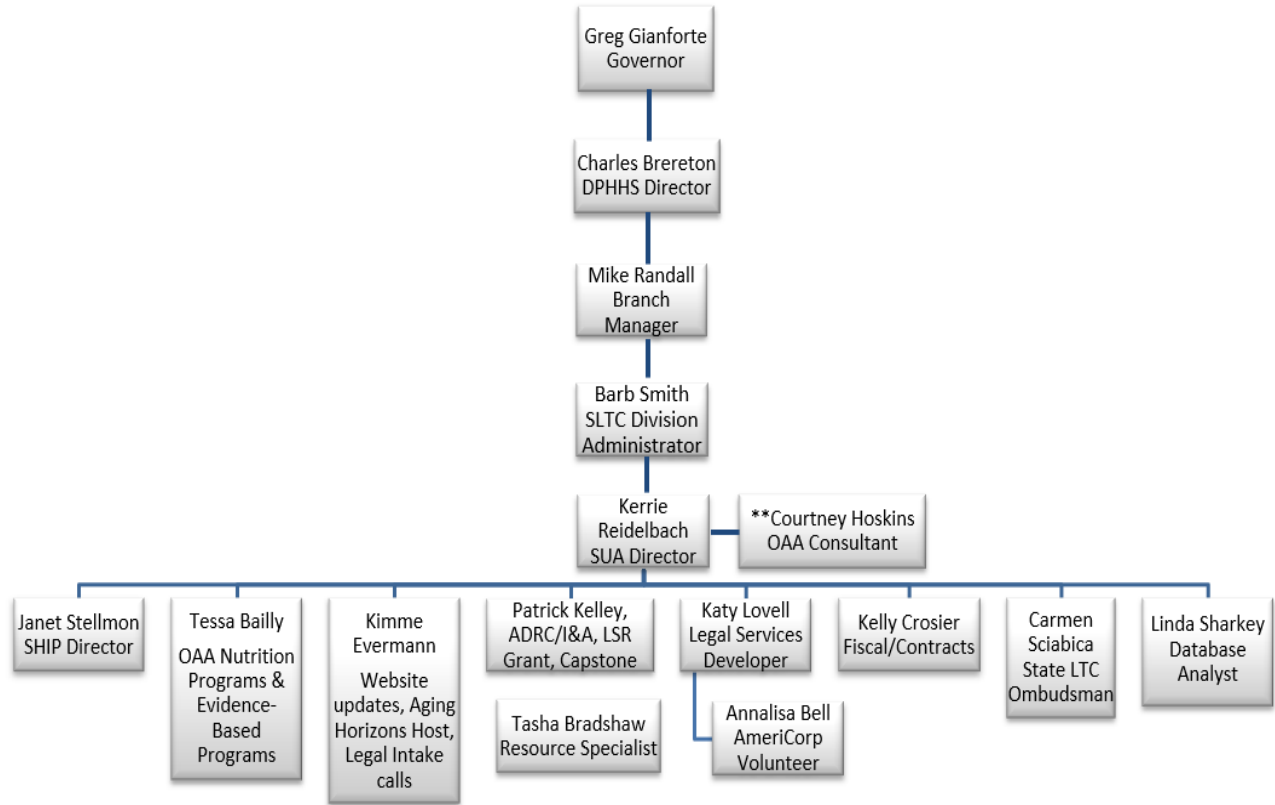 Greg Gianforte
Governor
Charles Brereton
DPHHS Director
Mike Randall
Branch
Manager
Barb Smith
SLTC Division
Administrator
Kerrie
Reidelbach
SUA Director
**Courtney Hoskins
OAA Consultant
Janet Stellmon
SHIP Director
Tessa Bailly
OAA Nutrition
Programs &
Evidence-
Based
Programs
Kimme
Evermann
Website
updates, Aging
Horizons Host,
Legal Intake
calls
Patrick Kelley,
ADRC/I&A, LSR
Grant, Capstone
Tasha Bradshaw
Resource Specialist
Katy Lovell
Legal Services
Developer
Annalisa Bell
AmeriCorp
Volunteer
Kelly Crosier
Fiscal/Contracts
Carmen
Sciabica
State LTC
Ombudsman
Linda Sharkey
Database
Analyst